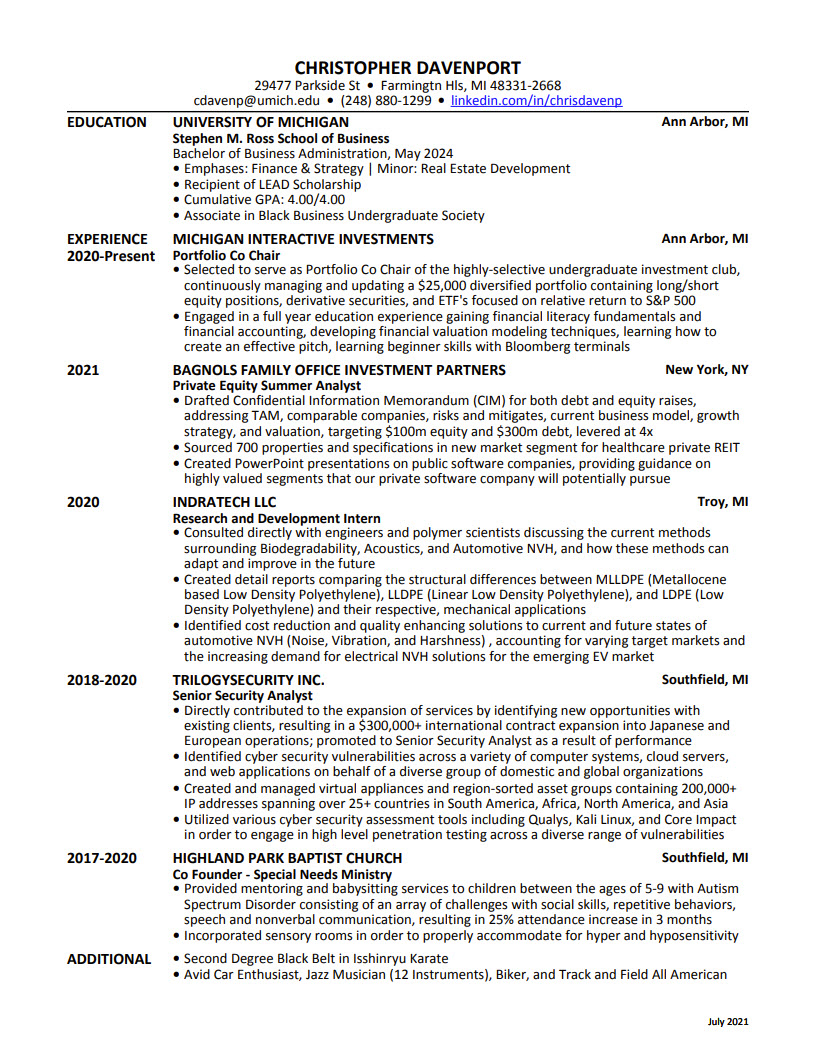 CHRISTOPHER DAVENPORT
29477 Parkside St • Farmingtn Hls, MI 48331-2668
cdavenp@umich.edu • (248) 880-1299 • linkedin.com/in/chrisdavenp
EDUCATION UNIVERSITY OF MICHIGAN Ann Arbor, MI
Stephen M. Ross School of Business
Bachelor of Business Administration, May 2024
• Emphases: Finance & Strategy | Minor: Real Estate Development
• Recipient of LEAD Scholarship
• Cumulative GPA: 4.00/4.00
• Associate in Black Business Undergraduate Society
EXPERIENCE MICHIGAN INTERACTIVE INVESTMENTS Ann Arbor, MI
2020-Present Portfolio Co Chair
• Selected to serve as Portfolio Co Chair of the highly-selective undergraduate investment club,
continuously managing and updating a $25,000 diversified portfolio containing long/short
equity positions, derivative securities, and ETF's focused on relative return to S&P 500
• Engaged in a full year education experience gaining financial literacy fundamentals and
financial accounting, developing financial valuation modeling techniques, learning how to
create an effective pitch, learning beginner skills with Bloomberg terminals
2021 BAGNOLS FAMILY OFFICE INVESTMENT PARTNERS New York, NY
Private Equity Summer Analyst
• Drafted Confidential Information Memorandum (CIM) for both debt and equity raises,
addressing TAM, comparable companies, risks and mitigates, current business model, growth
strategy, and valuation, targeting $100m equity and $300m debt, levered at 4x
• Sourced 700 properties and specifications in new market segment for healthcare private REIT
• Created PowerPoint presentations on public software companies, providing guidance on
highly valued segments that our private software company will potentially pursue
2020 INDRATECH LLC Troy, MI
Research and Development Intern
• Consulted directly with engineers and polymer scientists discussing the current methods
surrounding Biodegradability, Acoustics, and Automotive NVH, and how these methods can
adapt and improve in the future
• Created detail reports comparing the structural differences between MLLDPE (Metallocene
based Low Density Polyethylene), LLDPE (Linear Low Density Polyethylene), and LDPE (Low
Density Polyethylene) and their respective, mechanical applications
• Identified cost reduction and quality enhancing solutions to current and future states of
automotive NVH (Noise, Vibration, and Harshness) , accounting for varying target markets and
the increasing demand for electrical NVH solutions for the emerging EV market
2018-2020 TRILOGYSECURITY INC. Southfield, MI
Senior Security Analyst
• Directly contributed to the expansion of services by identifying new opportunities with
existing clients, resulting in a $300,000+ international contract expansion into Japanese and
European operations; promoted to Senior Security Analyst as a result of performance
• Identified cyber security vulnerabilities across a variety of computer systems, cloud servers,
and web applications on behalf of a diverse group of domestic and global organizations
• Created and managed virtual appliances and region-sorted asset groups containing 200,000+
IP addresses spanning over 25+ countries in South America, Africa, North America, and Asia
• Utilized various cyber security assessment tools including Qualys, Kali Linux, and Core Impact
in order to engage in high level penetration testing across a diverse range of vulnerabilities
2017-2020 HIGHLAND PARK BAPTIST CHURCH Southfield, MI
Co Founder - Special Needs Ministry
• Provided mentoring and babysitting services to children between the ages of 5-9 with Autism
Spectrum Disorder consisting of an array of challenges with social skills, repetitive behaviors,
speech and nonverbal communication, resulting in 25% attendance increase in 3 months
• Incorporated sensory rooms in order to properly accommodate for hyper and hyposensitivity
ADDITIONAL • Second Degree Black Belt in Isshinryu Karate
• Avid Car Enthusiast, Jazz Musician (12 Instruments), Biker, and Track and Field All American
July 2021